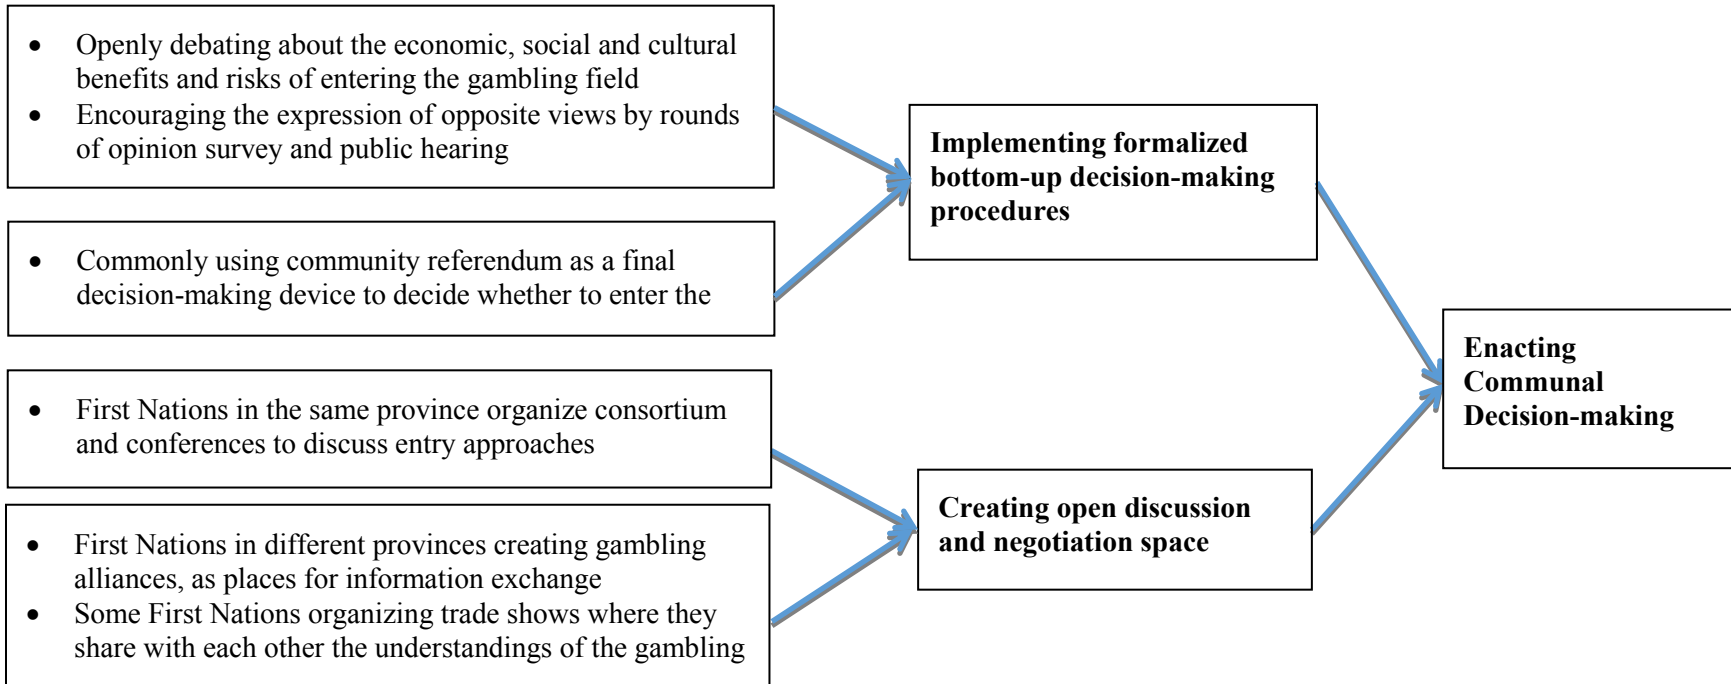 • Openly debating about the economic, social and cultural
benefits and risks of entering the gambling field
• Encouraging the expression of opposite views by rounds
of opinion survey and public hearing
• Commonly using community referendum as a final
decision-making device to decide whether to enter the
• First Nations in the same province organize consortium
and conferences to discuss entry approaches
• First Nations in different provinces creating gambling
alliances, as places for information exchange
• Some First Nations organizing trade shows where they
share with each other the understandings of the gambling
Implementing formalized
bottom-up decision-making
procedures
Creating open discussion
and negotiation space
Enacting
Communal
Decision-making